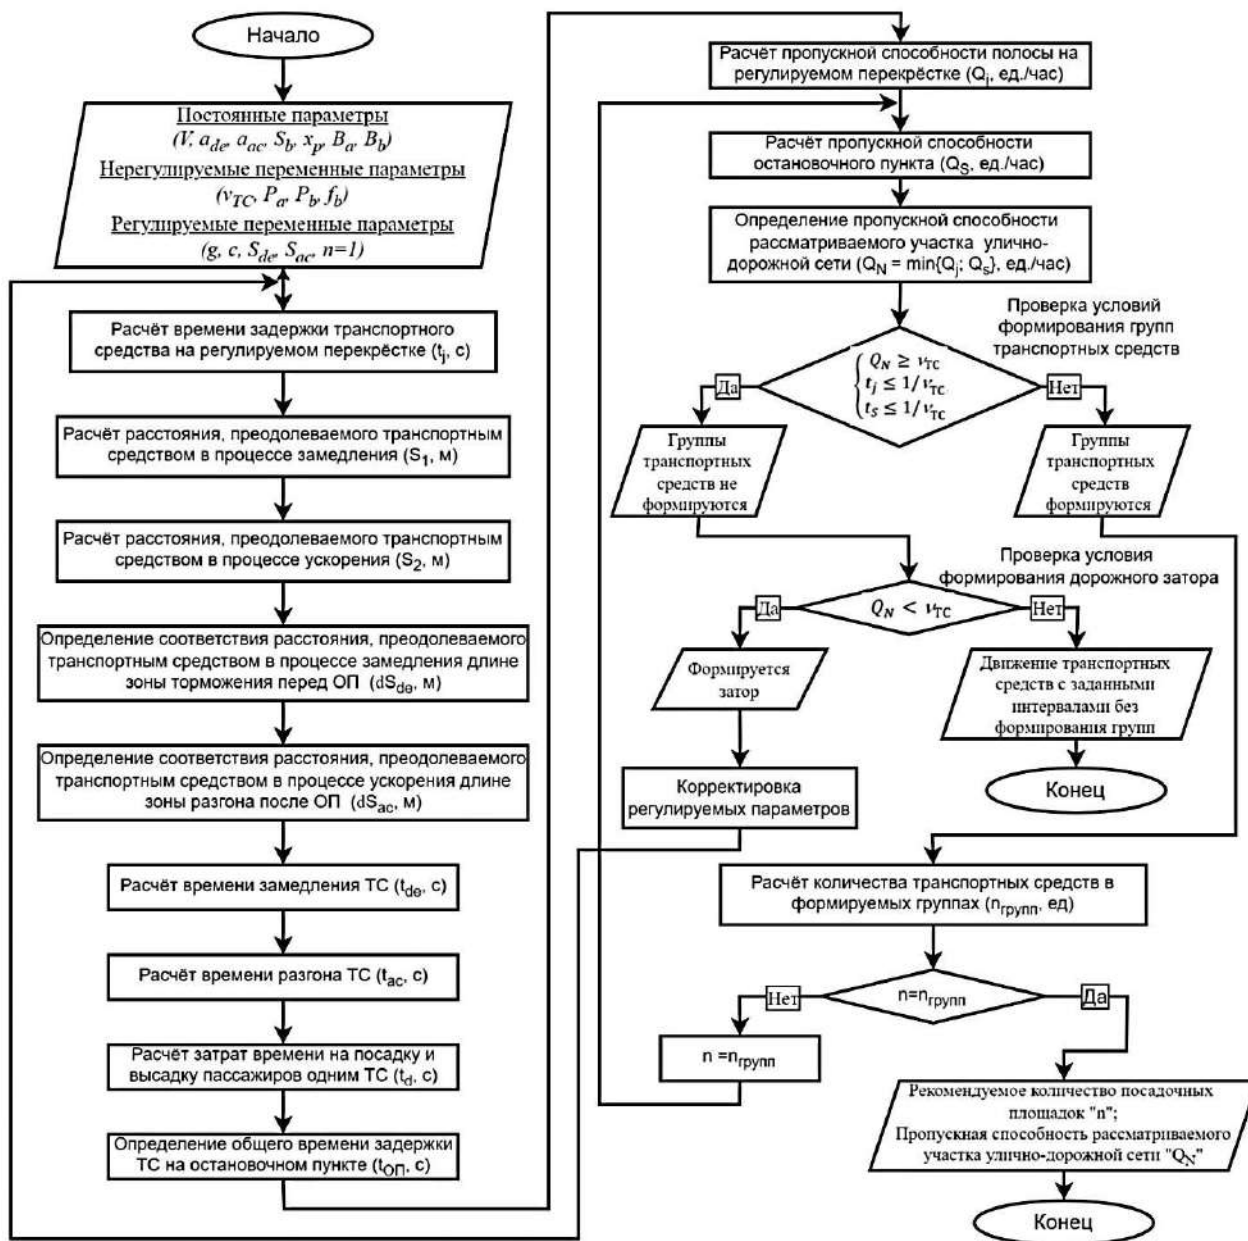 Начало
Постоянные параметры
(V, a_de, a_ac, S_b, x_p, B_a, B_b)
Нерегулируемые переменные параметры
(ν_TC, P_a, P_b, f_b)
Регулируемые переменные параметры
(g, c, S_de, S_ac, n=1)
Расчёт времени задержки транспортного
средства на регулируемом перекрёстке (t_j, с)
Расчёт расстояния, преодолеваемого транспортным
средством в процессе замедления (S_1, м)
Расчёт расстояния, преодолеваемого транспортным
средством в процессе ускорения (S_2, м)
Определение соответствия расстояния, преодолеваемого
транспортным средством в процессе замедления длине
зоны торможения перед ОП (dS_de, м)
Определение соответствия расстояния, преодолеваемого
транспортным средством в процессе ускорения длине
зоны разгона после ОП (dS_ac, м)
Расчёт времени замедления ТС (t_de, с)
Расчёт времени разгона ТС (t_ac, с)
Расчёт затрат времени на посадку и
высадку пассажиров одним ТС (t_d, с)
Определение общего времени задержки
ТС на остановочном пункте (t_ОП, с)
Расчёт пропускной способности полосы на
регулируемом перекрёстке (Q_j, ед./час)
Расчёт пропускной способности
остановочного пункта (Q_S, ед./час)
Определение пропускной способности
рассматриваемого участка улично-
дорожной сети (Q_N = min{Q_j; Q_s}, ед./час)
Проверка условий
формирования групп
транспортных средств
Q_N ≥ ν_TC
t_j ≤ 1/ν_TC
t_s ≤ 1/ν_TC
Да
Нет
Группы
транспортных
средств не
формируются
Группы
транспортных
средств
формируются
Проверка условия
формирования дорожного затора
Q_N < ν_TC
Да
Нет
Формируется
затор
Движение транспортных
средств с заданными
интервалами без
формирования групп
Корректировка
регулируемых параметров
Конец
Расчёт количества транспортных средств в
формируемых группах (n_групп, ед)
n=n_групп
Нет
Да
n =n_групп
Рекомендуемое количество посадочных
площадок "n";
Пропускная способность рассматриваемого
участка улично-дорожной сети "Q_N"
Конец